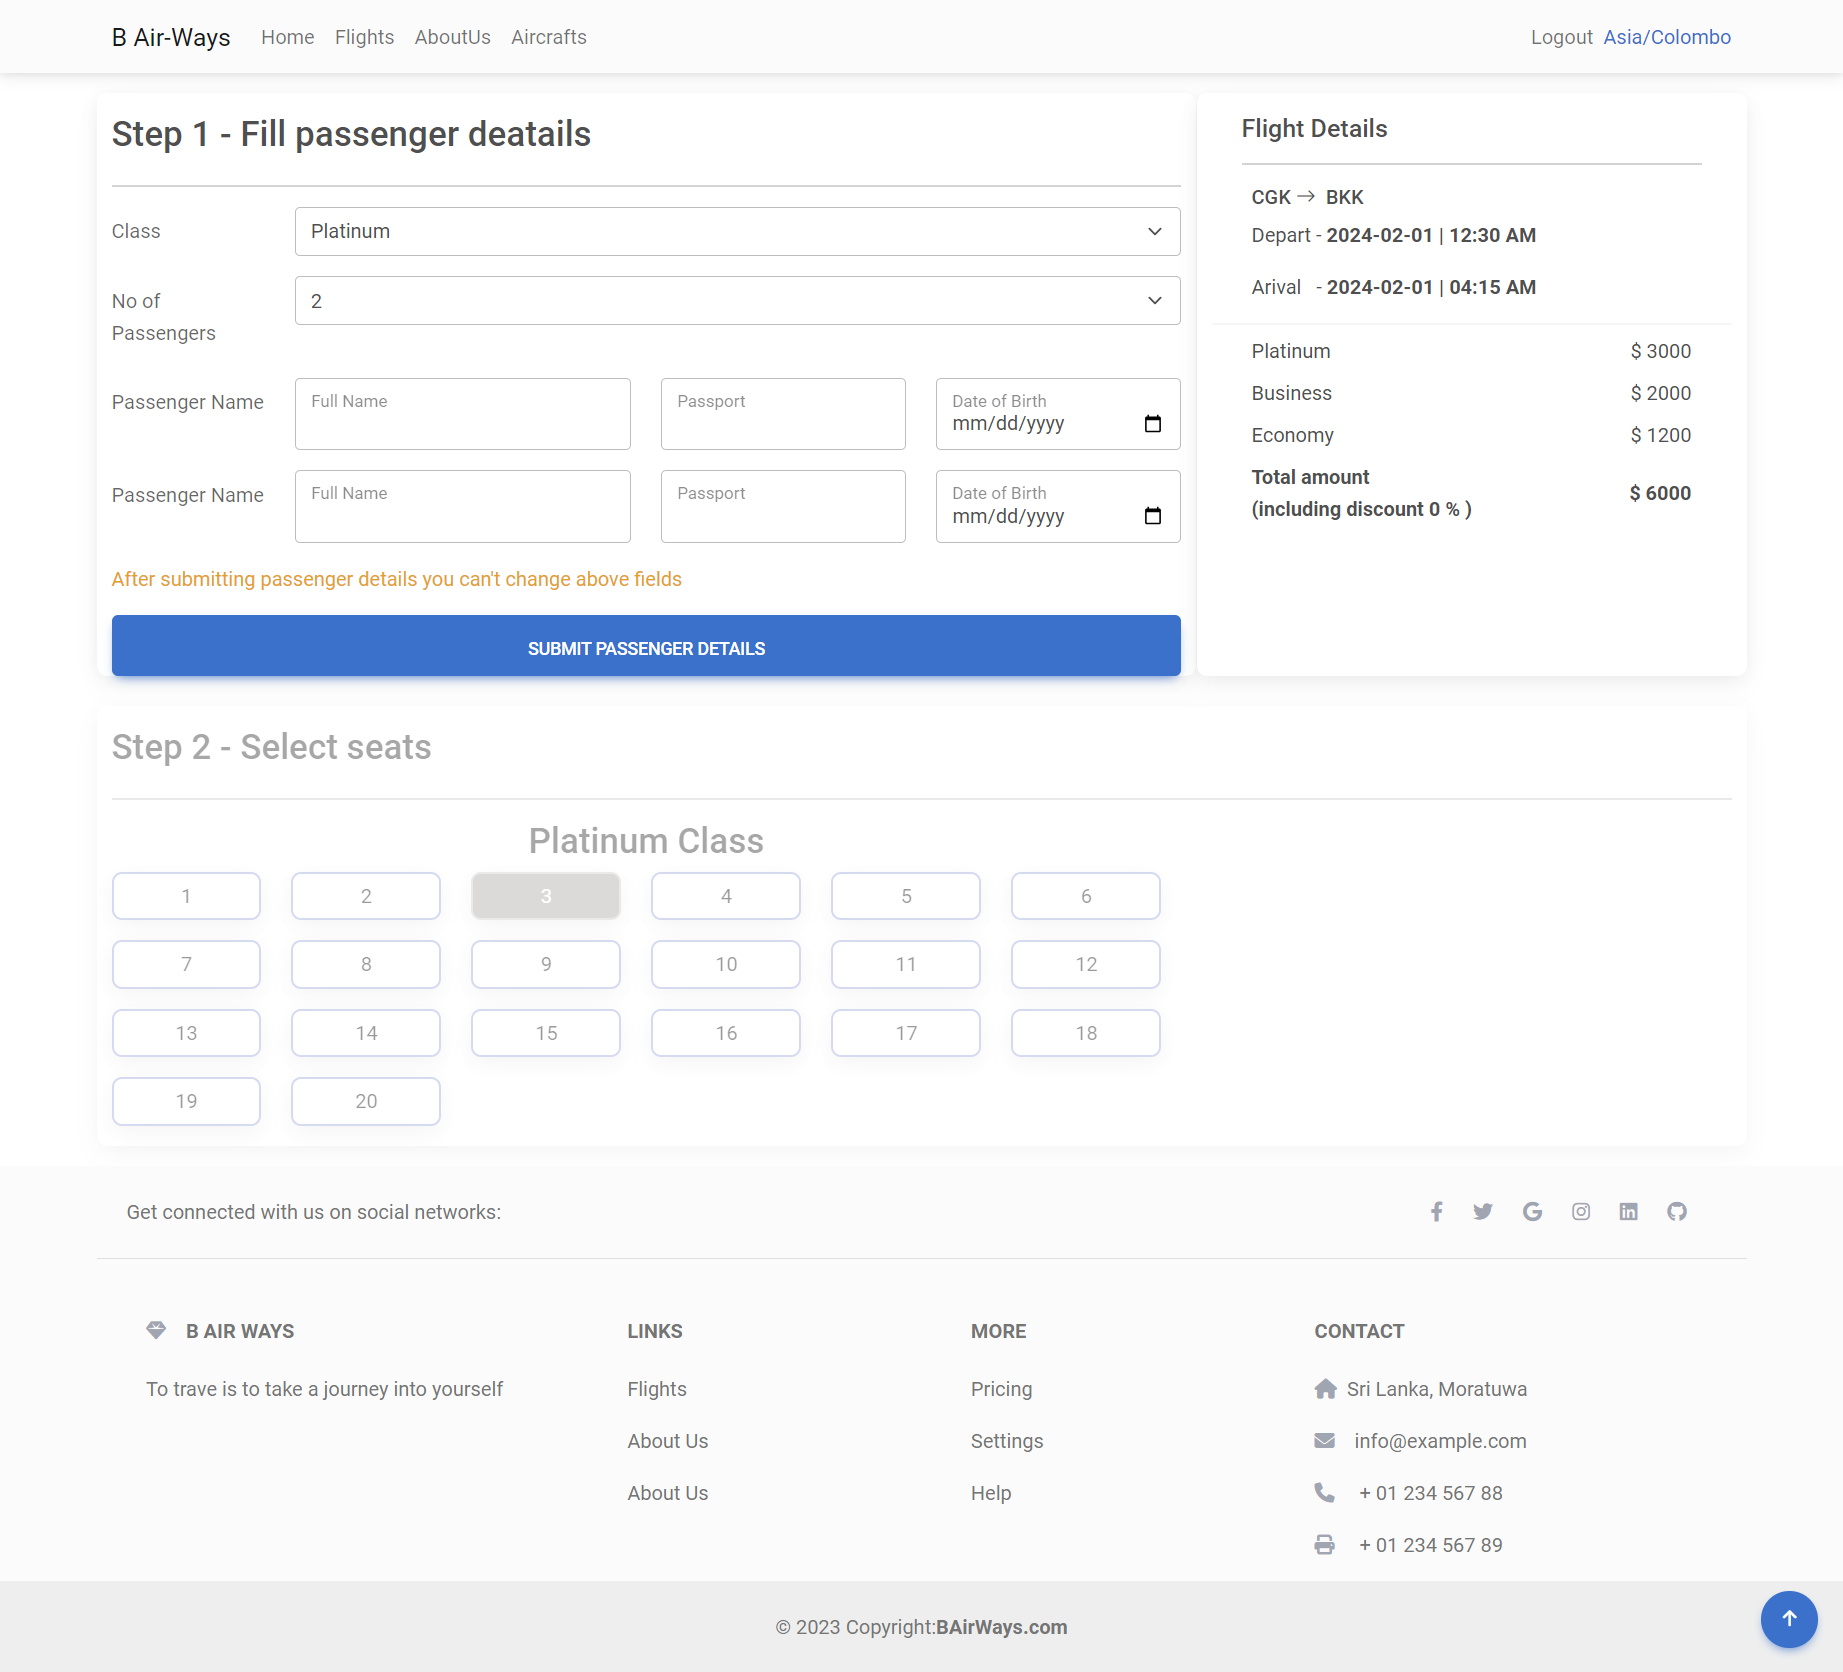 B Air-Ways Home Flights AboutUs Aircrafts Logout Asia/Colombo
Step 1 - Fill passenger deatails
Class Platinum
No of Passengers 2
Passenger Name Full Name Passport Date of Birth mm/dd/yyyy
Passenger Name Full Name Passport Date of Birth mm/dd/yyyy
After submitting passenger details you can't change above fields
SUBMIT PASSENGER DETAILS
Flight Details
CGK → BKK
Depart - 2024-02-01 | 12:30 AM
Arival - 2024-02-01 | 04:15 AM
Platinum $ 3000
Business $ 2000
Economy $ 1200
Total amount
(including discount 0 % ) $ 6000
Step 2 - Select seats
Platinum Class
1 2 3 4 5 6
7 8 9 10 11 12
13 14 15 16 17 18
19 20
Get connected with us on social networks:
B AIR WAYS
To trave is to take a journey into yourself
LINKS
Flights
About Us
About Us
MORE
Pricing
Settings
Help
CONTACT
Sri Lanka, Moratuwa
info@example.com
+ 01 234 567 88
+ 01 234 567 89
© 2023 Copyright:BAirWays.com